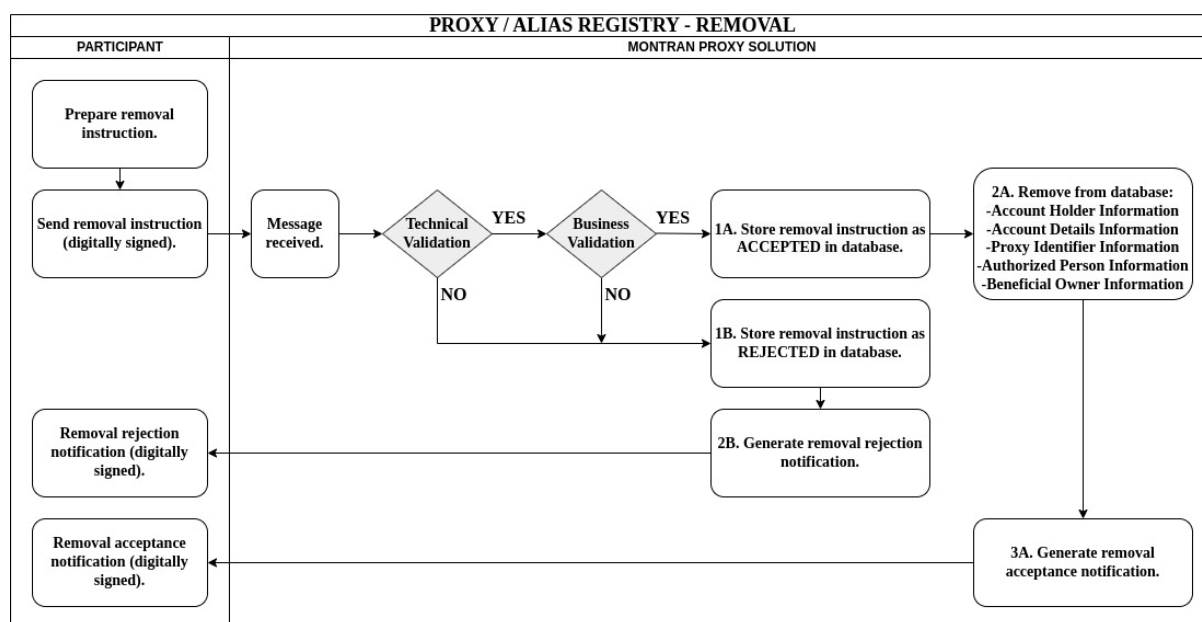 PROXY / ALIAS REGISTRY - REMOVAL
PARTICIPANT
MONTRAN PROXY SOLUTION
Prepare removal
instruction.
Send removal instruction
(digitally signed).
Message
received.
Technical
Validation
YES
NO
Business
Validation
YES
NO
1A. Store removal instruction as
ACCEPTED in database.
2A. Remove from database:
-Account Holder Information
-Account Details Information
-Proxy Identifier Information
-Authorized Person Information
-Beneficial Owner Information
1B. Store removal instruction as
REJECTED in database.
2B. Generate removal rejection
notification.
Removal rejection
notification (digitally
signed).
3A. Generate removal
acceptance notification.
Removal acceptance
notification (digitally
signed).